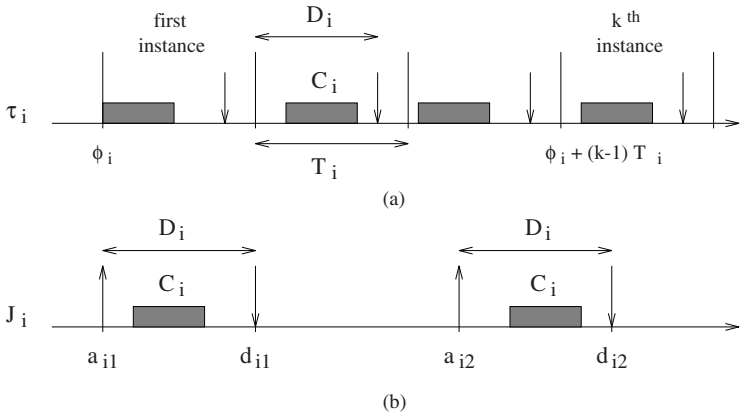 first
instance
D i
k th
instance
C i
τ i
ϕ i
T i
ϕ i + (k-1) T i
(a)
D i
D i
C i
C i
J i
a i1
d i1
a i2
d i2
(b)